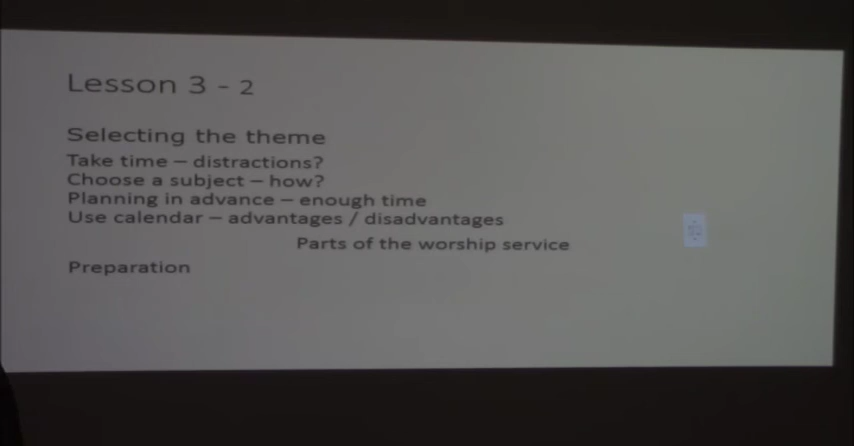 Lesson 3 - 2
Selecting the theme
Take time – distractions?
Choose a subject – how?
Planning in advance – enough time
Use calendar – advantages / disadvantages
Parts of the worship service
Preparation